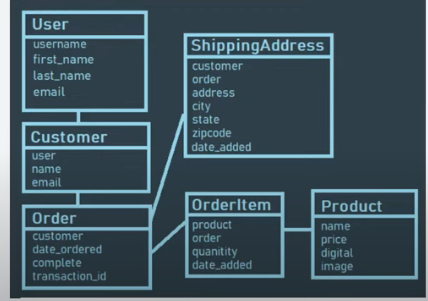 User
username
first_name
last_name
email
ShippingAddress
customer
order
address
city
state
zipcode
date_added
Customer
user
name
email
Order
customer
date_ordered
complete
transaction_id
OrderItem
product
order
quanitity
date_added
Product
name
price
digital
image